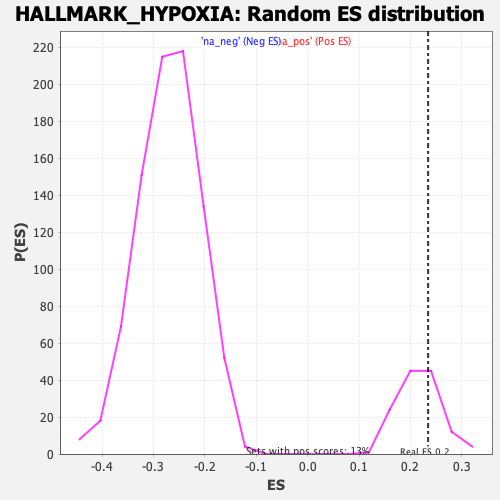 HALLMARK_HYPOXIA: Random ES distribution
'na_neg' (Neg ES)
a_pos' (Pos ES)
220
200
180
160
140
120
100
80
60
40
20
0
P(ES)
Sets with pos scores: 13%
Real ES 0.2
-0.4 -0.3 -0.2 -0.1 0.0 0.1 0.2 0.3
ES